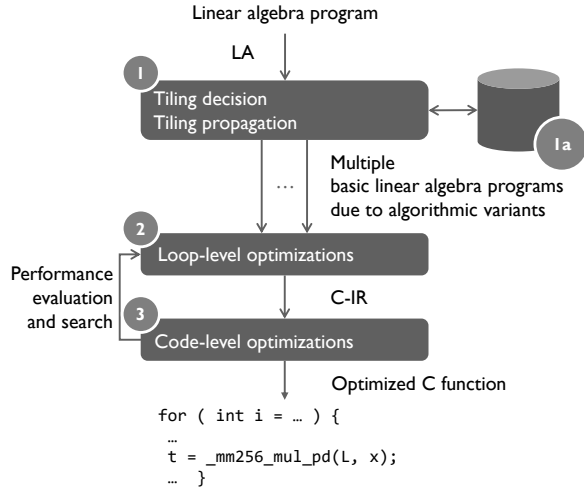 Linear algebra program
LA
1
Tiling decision
Tiling propagation
1a
...
Multiple
basic linear algebra programs
due to algorithmic variants
2
Loop-level optimizations
Performance
evaluation
and search
C-IR
3
Code-level optimizations
Optimized C function
for ( int i = … ) {
…
t = _mm256_mul_pd(L, x);
… }